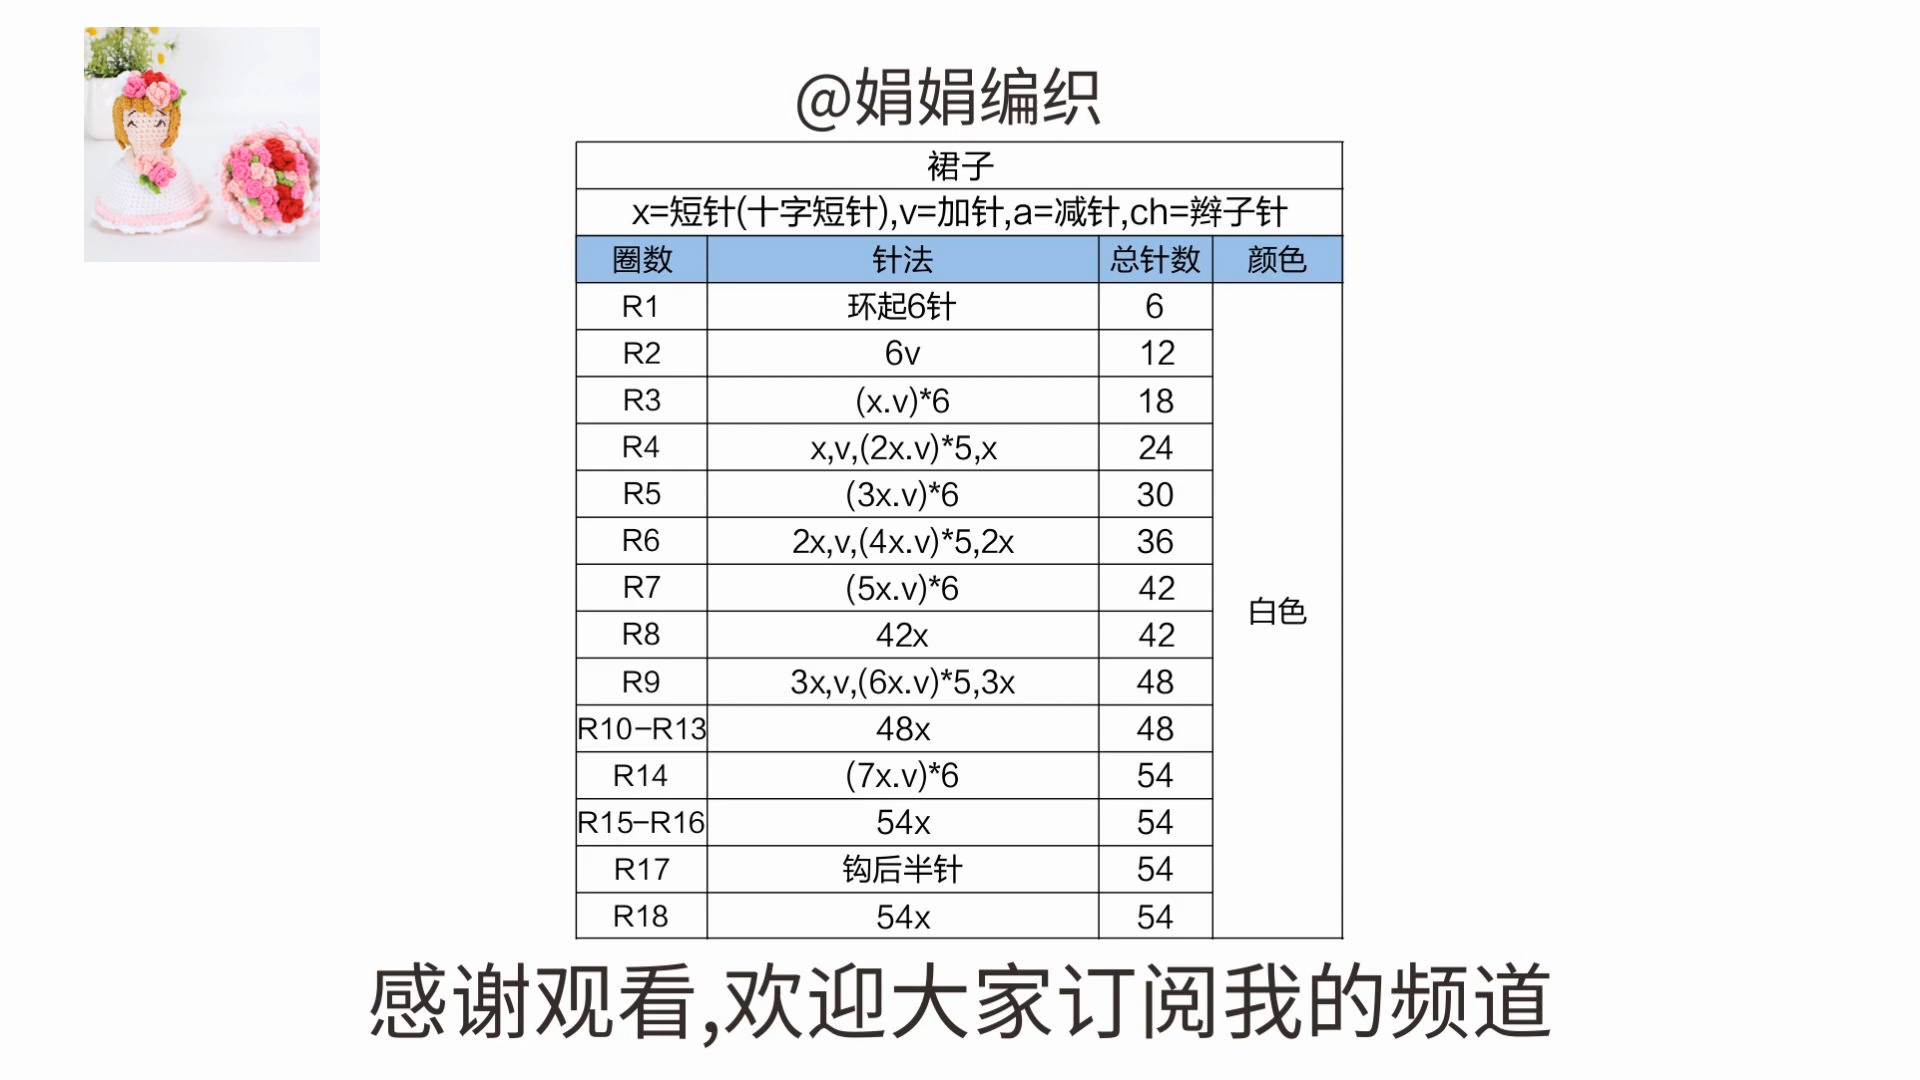 @娟娟编织
裙子
x=短针(十字短针),v=加针,a=减针,ch=辫子针
圈数 针法 总针数 颜色
R1 环起6针 6
R2 6v 12
R3 (x.v)*6 18
R4 x,v,(2x.v)*5,x 24
R5 (3x.v)*6 30
R6 2x,v,(4x.v)*5,2x 36
R7 (5x.v)*6 42
白色
R8 42x 42
R9 3x,v,(6x.v)*5,3x 48
R10-R13 48x 48
R14 (7x.v)*6 54
R15-R16 54x 54
R17 钩后半针 54
R18 54x 54
感谢观看,欢迎大家订阅我的频道